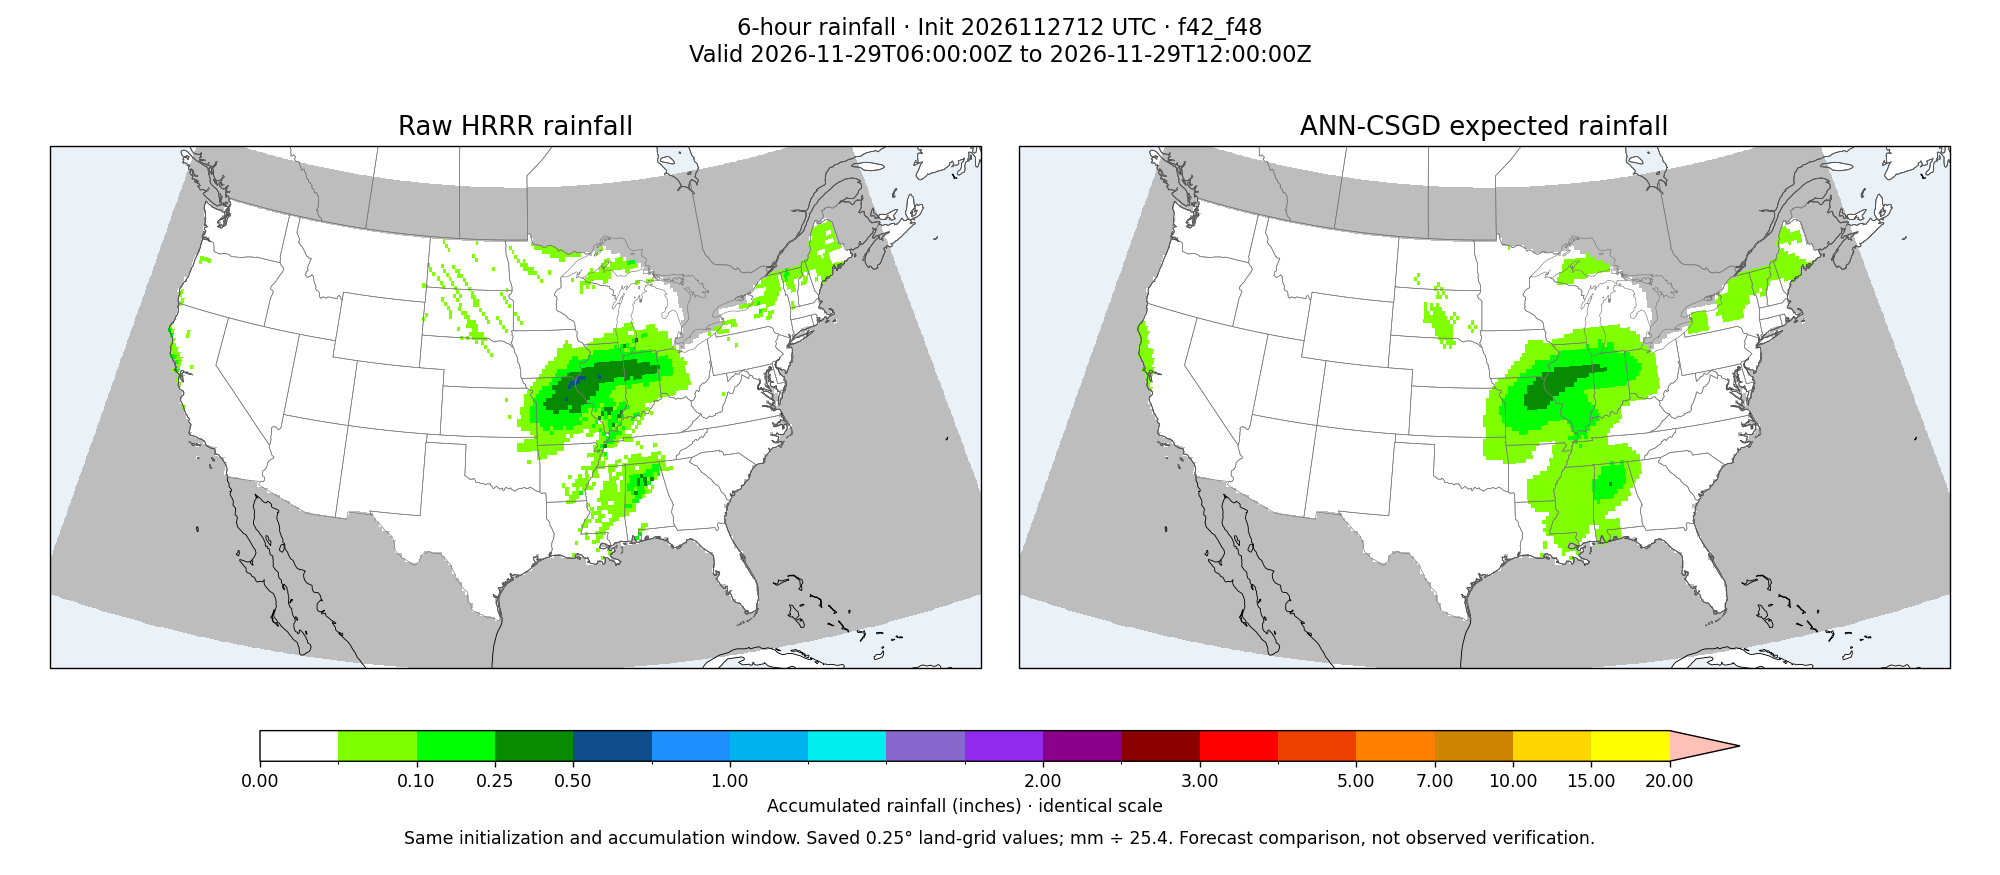 6-hour rainfall · Init 2026112712 UTC · f42_f48
Valid 2026-11-29T06:00:00Z to 2026-11-29T12:00:00Z
Raw HRRR rainfall
ANN-CSGD expected rainfall
0.00 0.10 0.25 0.50 1.00 2.00 3.00 5.00 7.00 10.00 15.00 20.00
Accumulated rainfall (inches) · identical scale
Same initialization and accumulation window. Saved 0.25° land-grid values; mm ÷ 25.4. Forecast comparison, not observed verification.